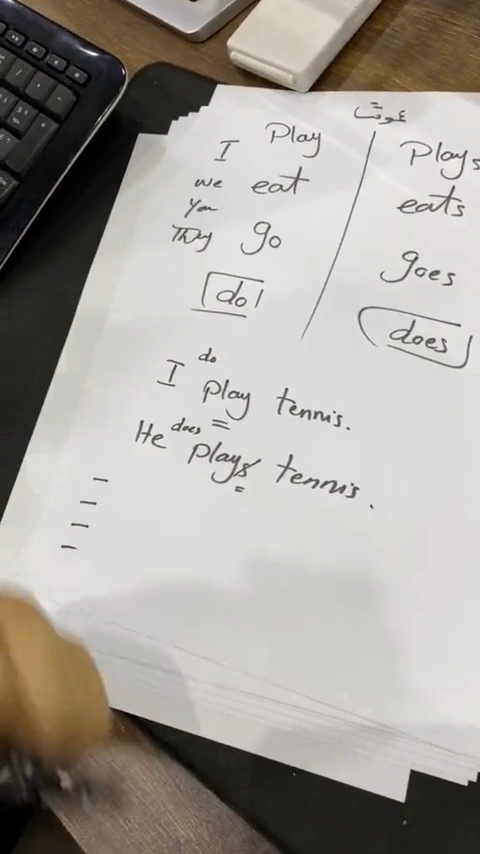 I play
we eat
You
They go
do
plays
eats
goes
does
do
I play tennis.
does
He plays tennis.